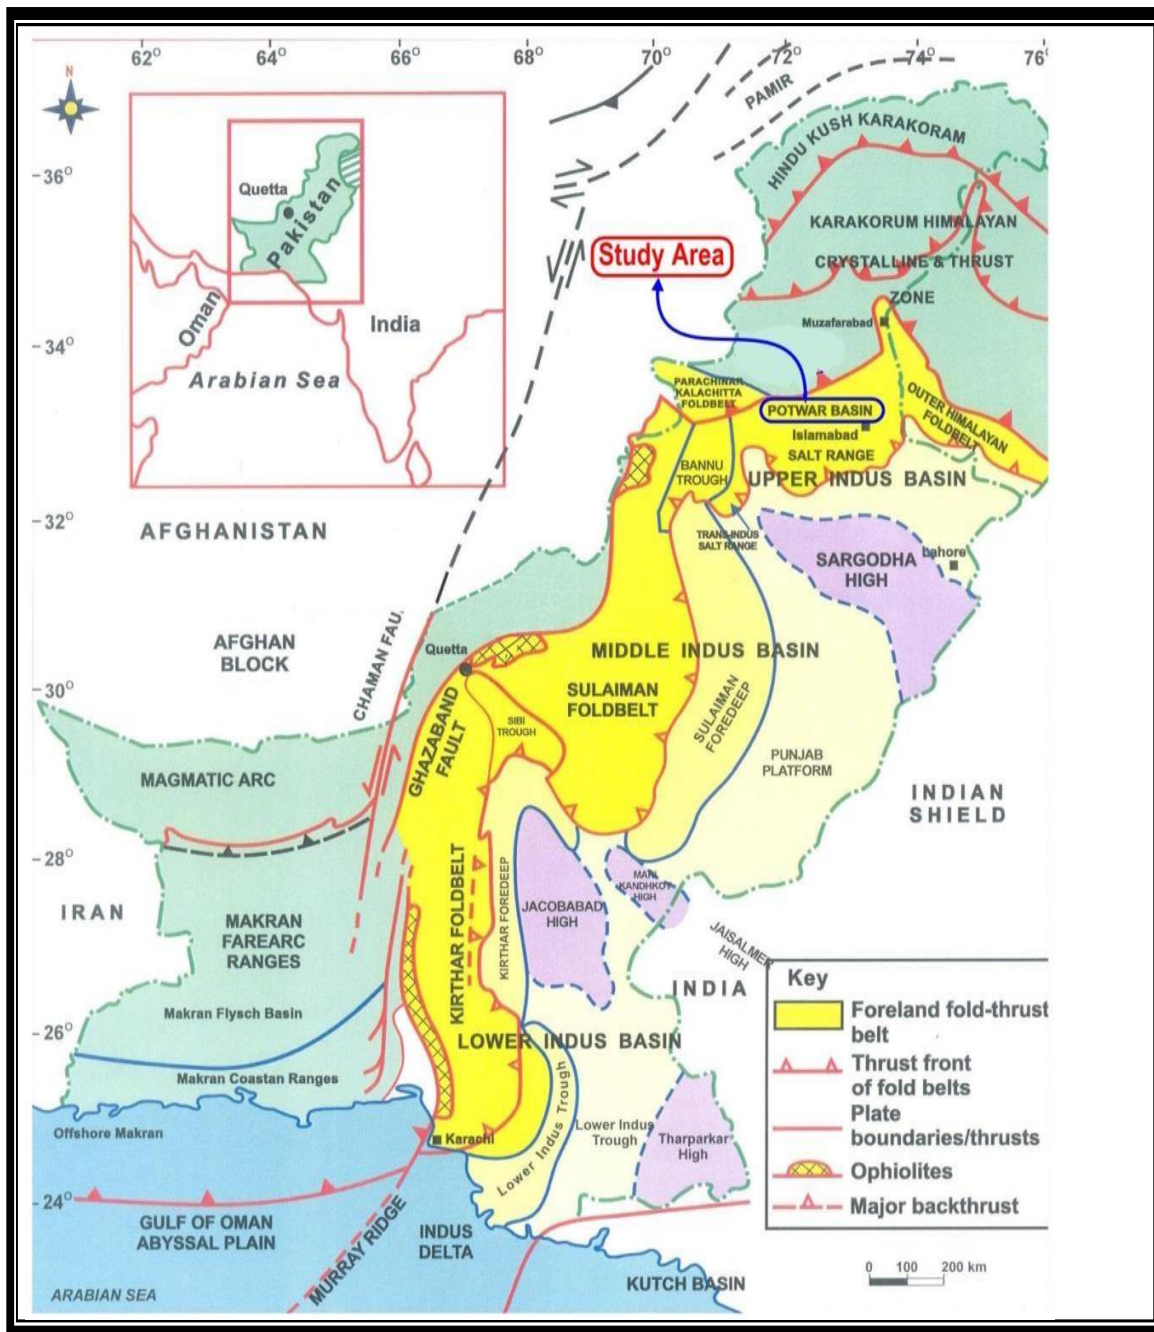 62°
64°
66°
68°
70°
72°
74°
76°
N
PAMIR
36°
HINDU KUSH KARAKORAM
Quetta
Pakistan
KARAKORUM HIMALAYAN
CRYSTALLINE & THRUST
ZONE
Study Area
Oman
India
Muzafarabad
34°
Arabian Sea
PARACHINAR
KALACHITTA
FOLDBELT
POTWAR BASIN
OUTER HIMALAYAN
FOLDBELT
Islamabad
SALT RANGE
BANNU
TROUGH
UPPER INDUS BASIN
32°
AFGHANISTAN
TRANS-INDUS
SALT RANGE
SARGODHA
HIGH
Lahore
AFGHAN
BLOCK
CHAMAN FAU
Quetta
MIDDLE INDUS BASIN
30°
SULAIMAN
FOLDBELT
SULAIMAN
FOREDEEP
GHAZABAND
FAULT
SIBI
TROUGH
PUNJAB
PLATFORM
MAGMATIC ARC
INDIAN
SHIELD
28°
IRAN
MAKRAN
FAREARC
RANGES
KIRTHAR FOLDBELT
KIRTHAR FOREDEEP
JACOBABAD
HIGH
MARI
KANDHKOT
HIGH
JAISALMER
HIGH
INDIA
Makran Flysch Basin
26°
LOWER INDUS BASIN
Makran Coastan Ranges
Lower Indus Trough
Offshore Makran
Karachi
Lower Indus
Trough
Tharparkar
High
24°
GULF OF OMAN
ABYSSAL PLAIN
MURRAY RIDGE
INDUS
DELTA
KUTCH BASIN
ARABIAN SEA
Key
Foreland fold-thrust
belt
Thrust front
of fold belts
Plate
boundaries/thrusts
Ophiolites
Major backthrust
0 100 200 km